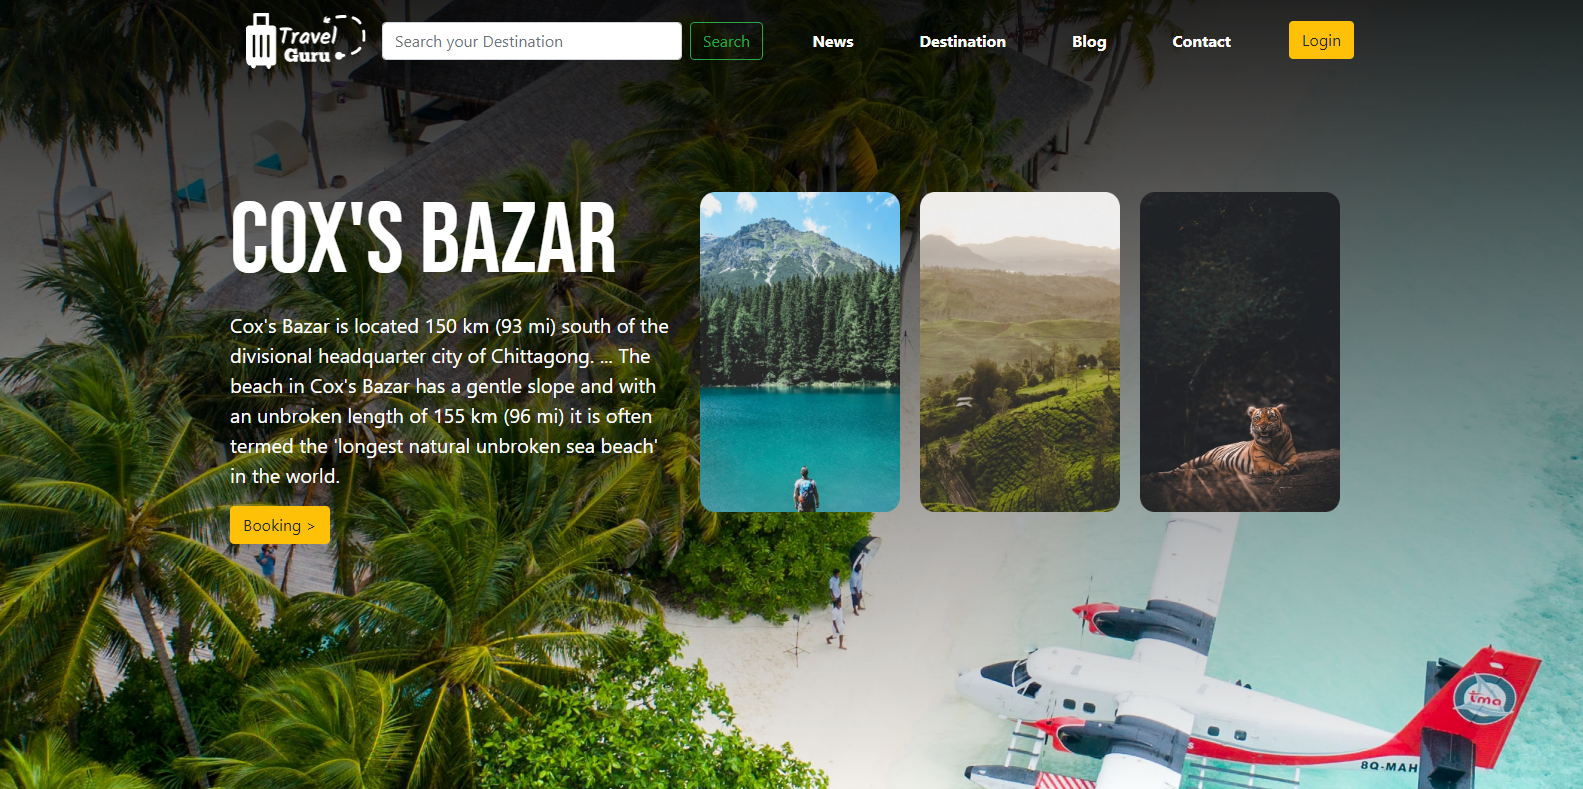 Travel
Guru
Search your Destination
Search
News
Destination
Blog
Contact
Login
COX'S BAZAR
Cox's Bazar is located 150 km (93 mi) south of the
divisional headquarter city of Chittagong. ... The
beach in Cox's Bazar has a gentle slope and with
an unbroken length of 155 km (96 mi) it is often
termed the 'longest natural unbroken sea beach'
in the world.
Booking >
tma
8Q-MAH